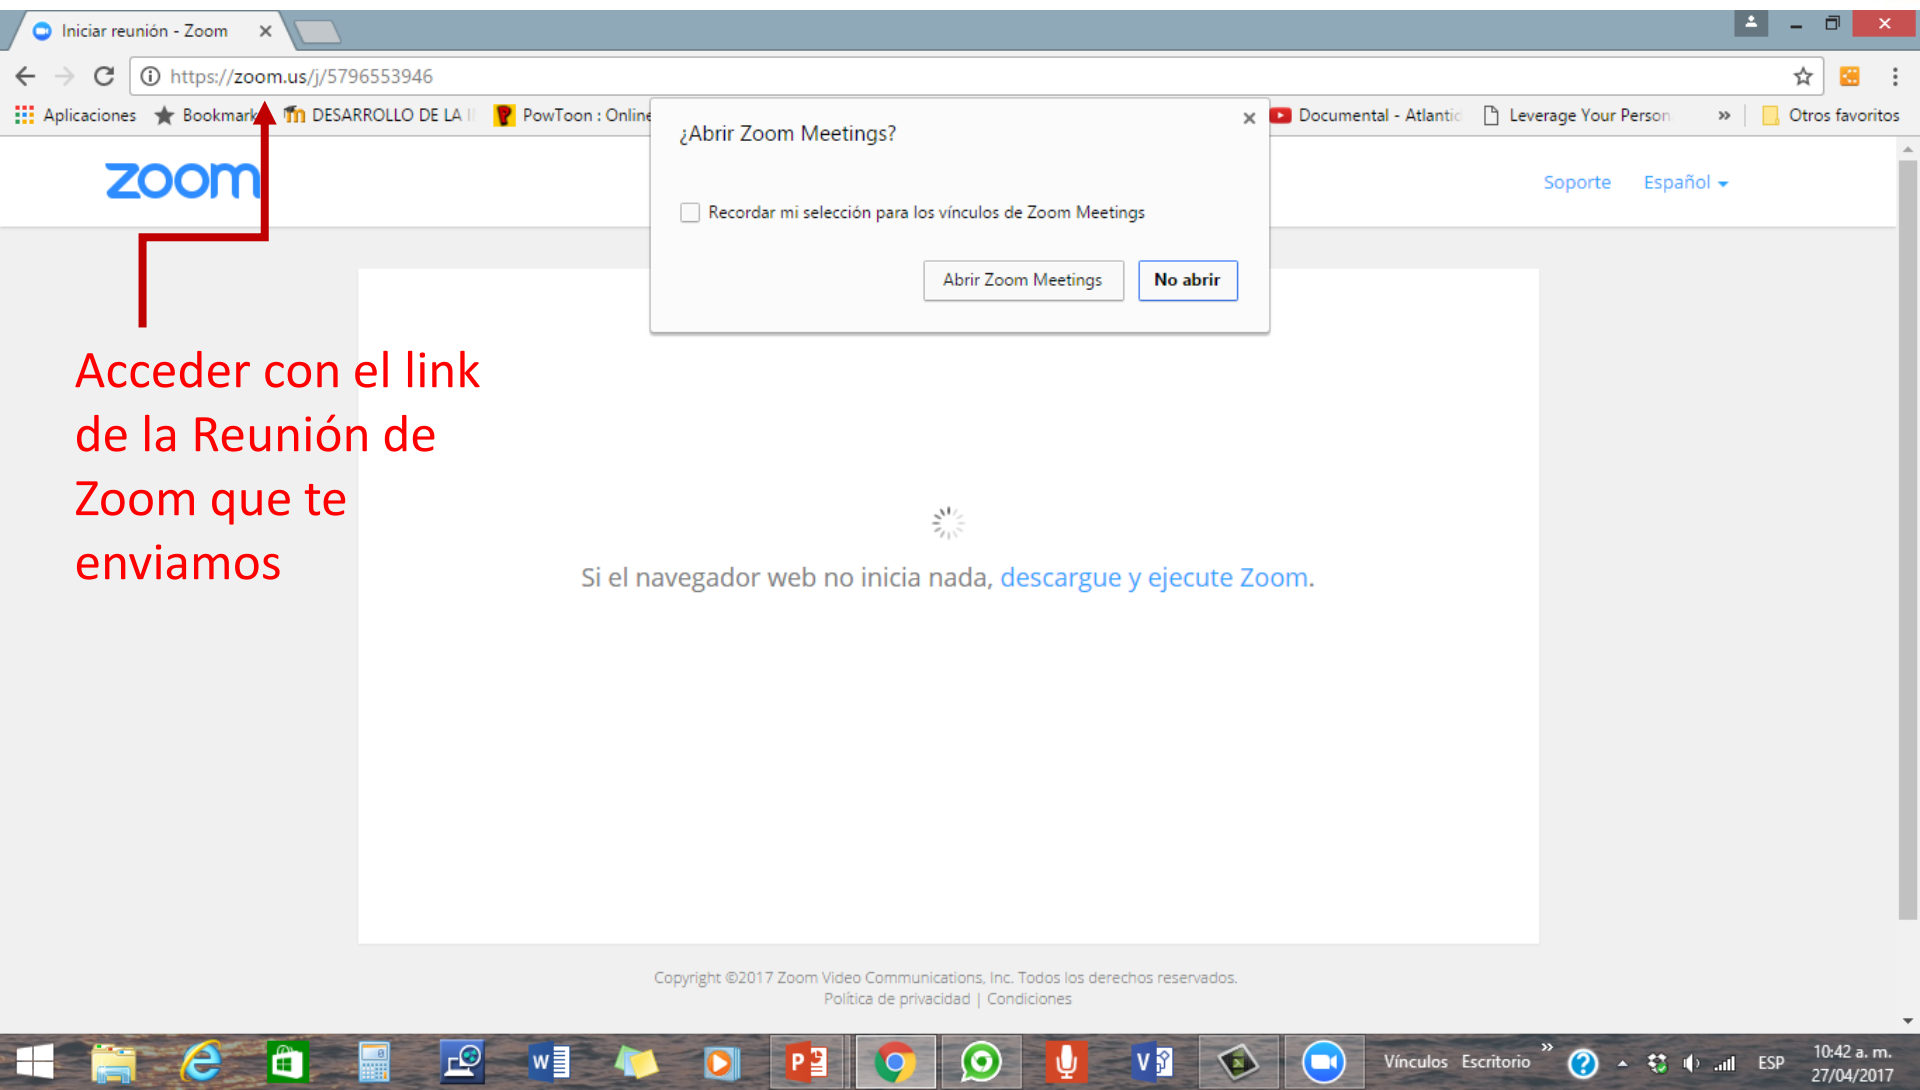 Iniciar reunión - Zoom
https://zoom.us/j/5796553946
Aplicaciones Bookmark DESARROLLO DE LA PowToon : Online Documental - Atlantic Leverage Your Person » Otros favoritos
¿Abrir Zoom Meetings?
Recordar mi selección para los vínculos de Zoom Meetings
Abrir Zoom Meetings No abrir
zoom
Soporte Español
Acceder con el link
de la Reunión de
Zoom que te
enviamos
Si el navegador web no inicia nada, descargue y ejecute Zoom.
Copyright ©2017 Zoom Video Communications, Inc. Todos los derechos reservados.
Política de privacidad | Condiciones
Vínculos Escritorio » ESP 10:42 a. m.
27/04/2017